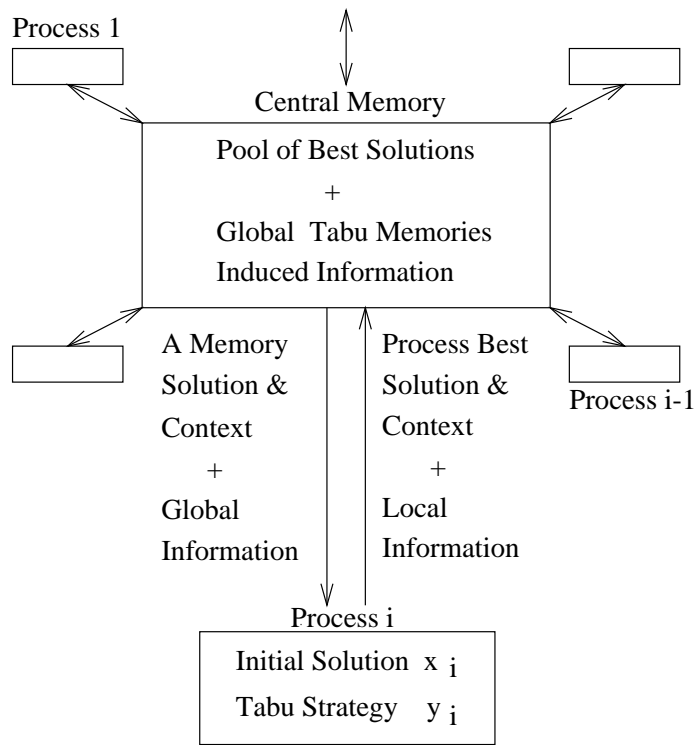 Process 1
Central Memory
Pool of Best Solutions
+
Global Tabu Memories
Induced Information
A Memory
Solution &
Context
+
Global
Information
Process Best
Solution &
Context
+
Local
Information
Process i-1
Process i
Initial Solution x i
Tabu Strategy y i